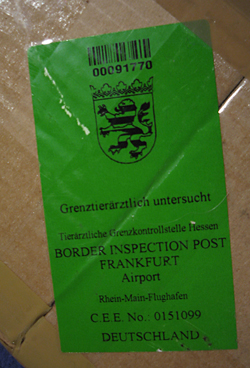 00091770
Grenztierärztlich untersucht
Tierärztliche Grenzkontrollstelle Hessen
BORDER INSPECTION POST
FRANKFURT
Airport
Rhein-Main-Flughafen
C.E.E. No.: 0151099
DEUTSCHLAND